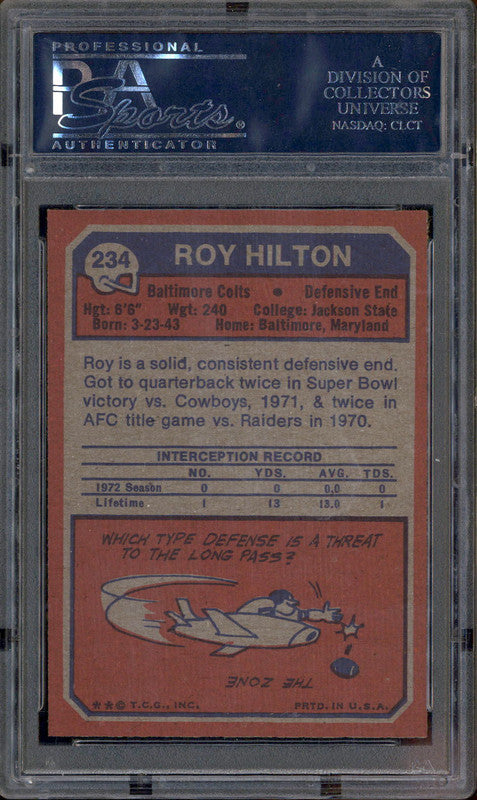 PROFESSIONAL
PSA
Sports®
AUTHENTICATOR
A
DIVISION OF
COLLECTORS
UNIVERSE
NASDAQ: CLCT
234
ROY HILTON
Baltimore Colts • Defensive End
Hgt: 6'6" Wgt: 240 College: Jackson State
Born: 3-23-43 Home: Baltimore, Maryland
Roy is a solid, consistent defensive end.
Got to quarterback twice in Super Bowl
victory vs. Cowboys, 1971, & twice in
AFC title game vs. Raiders in 1970.
INTERCEPTION RECORD
NO. YDS. AVG. TDS.
1972 Season 0 0 0.0 0
Lifetime 1 13 13.0 1
WHICH TYPE DEFENSE IS A THREAT
TO THE LONG PASS?
THE ZONE
**© T.C.G., INC. PRTD. IN U.S.A.